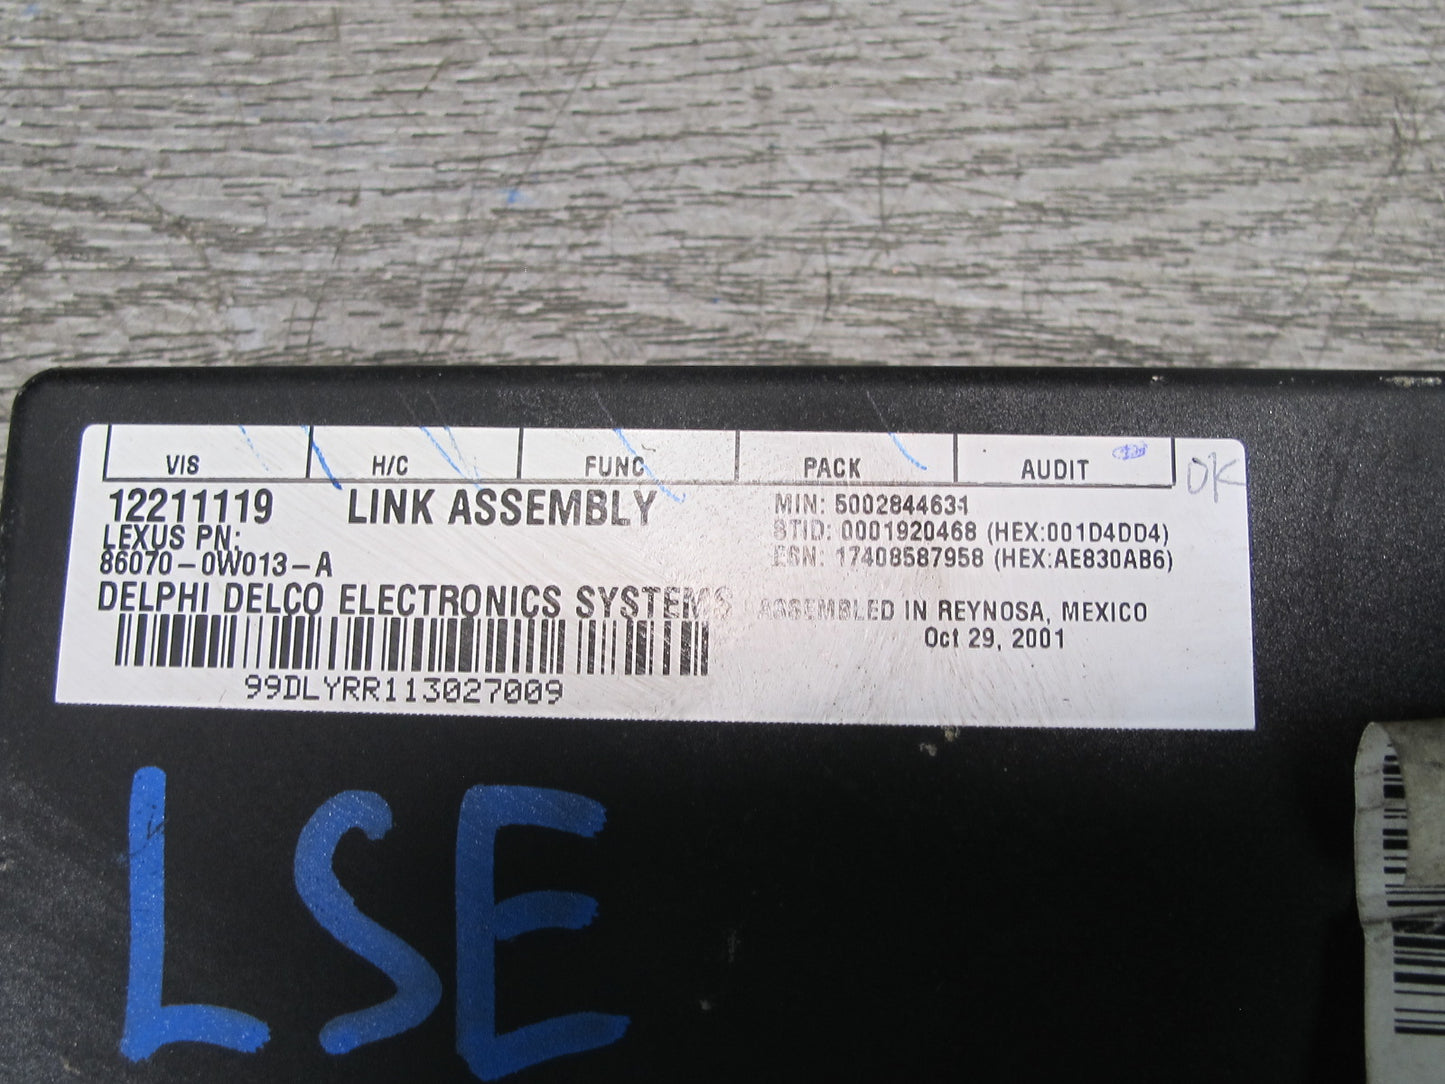 VIS H/C FUNC PACK AUDIT OK
12211119 LINK ASSEMBLY
LEXUS PN:
86070-0W013-A
DELPHI DELCO ELECTRONICS SYSTEMS
99DLYRR113027009
MIN: 5002844631
STID: 0001920468 (HEX:001D4DD4)
ESN: 17408587958 (HEX:AE830AB6)
ASSEMBLED IN REYNOSA, MEXICO
Oct 29, 2001
LSE